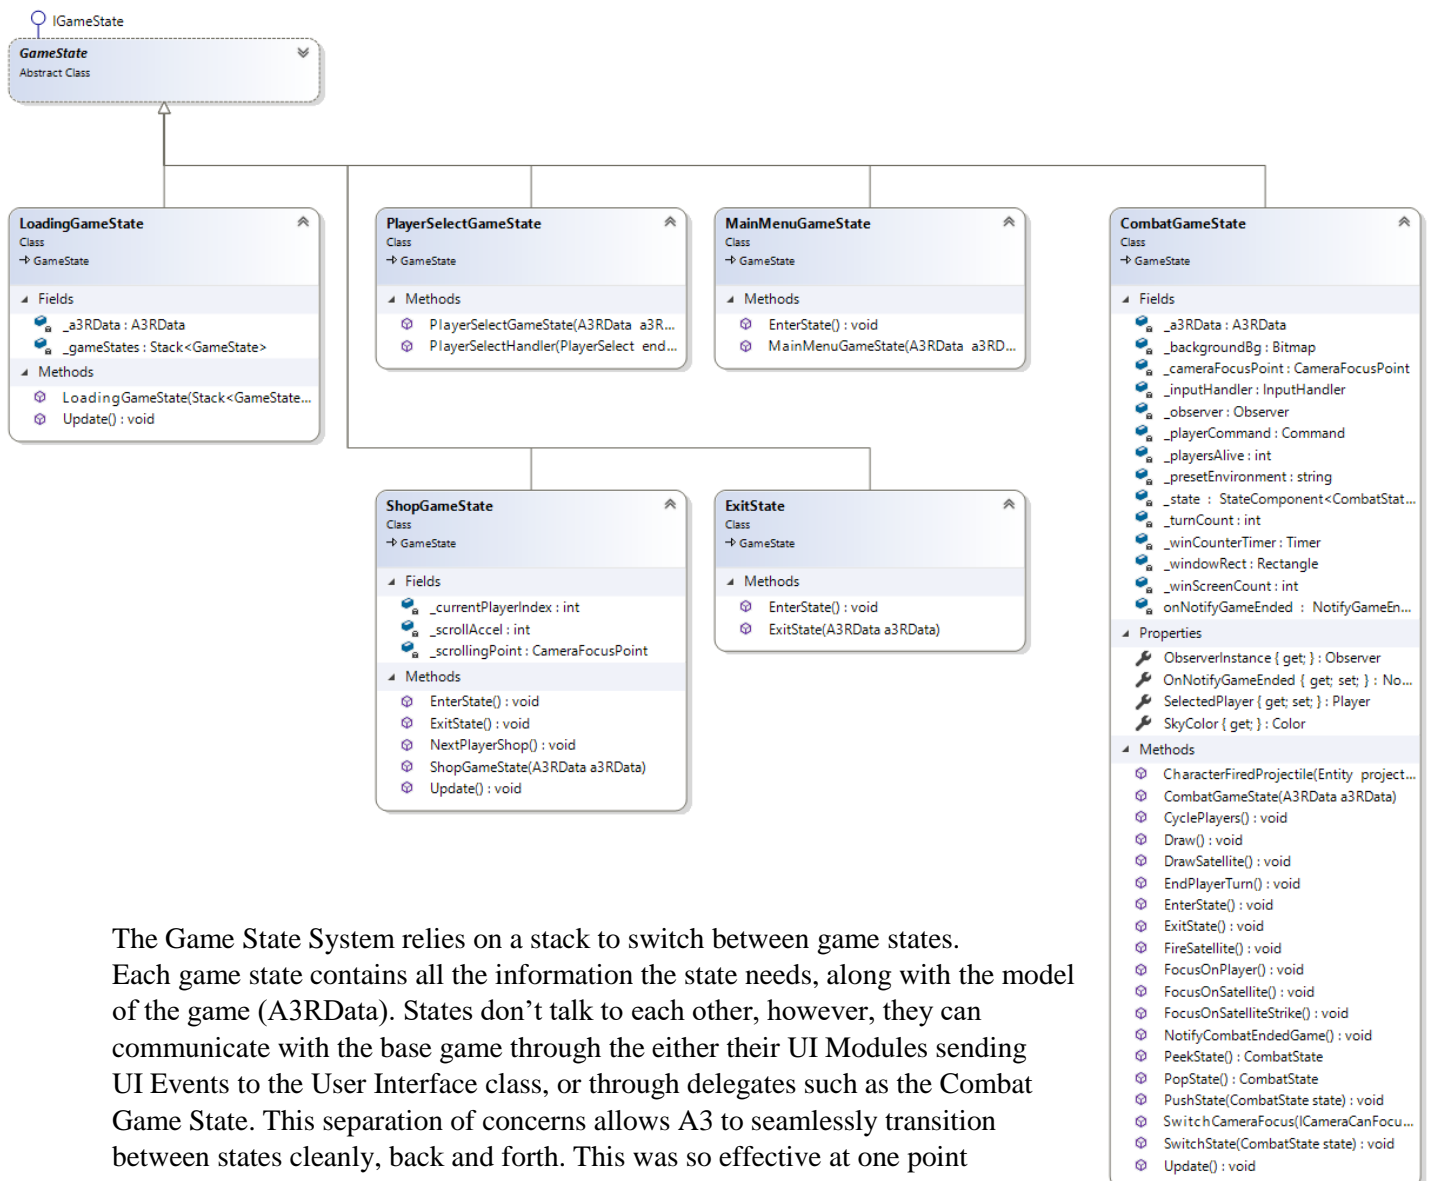 IGameState
GameState
Abstract Class
LoadingGameState
Class
GameState
Fields
_a3RData : A3RData
_gameStates : Stack<GameState>
Methods
LoadingGameState(Stack<GameState...
Update() : void
PlayerSelectGameState
Class
GameState
Methods
PlayerSelectGameState(A3RData a3R...
PlayerSelectHandler(PlayerSelect end...
MainMenuGameState
Class
GameState
Methods
EnterState() : void
MainMenuGameState(A3RData a3RD...
CombatGameState
Class
GameState
Fields
_a3RData : A3RData
_backgroundBg : Bitmap
_cameraFocusPoint : CameraFocusPoint
_inputHandler : InputHandler
_observer : Observer
_playerCommand : Command
_playersAlive : int
_presetEnvironment : string
_state : StateComponent<CombatStat...
_turnCount : int
_winCounterTimer : Timer
_windowRect : Rectangle
_winScreenCount : int
onNotifyGameEnded : NotifyGameEn...
Properties
ObserverInstance { get; } : Observer
OnNotifyGameEnded { get; set; } : No...
SelectedPlayer { get; set; } : Player
SkyColor { get; } : Color
Methods
CharacterFiredProjectile(Entity project...
CombatGameState(A3RData a3RData)
CyclePlayers() : void
Draw() : void
DrawSatellite() : void
EndPlayerTurn() : void
EnterState() : void
ExitState() : void
FireSatellite() : void
FocusOnPlayer() : void
FocusOnSatellite() : void
FocusOnSatelliteStrike() : void
NotifyCombatEndedGame() : void
PeekState() : CombatState
PopState() : CombatState
PushState(CombatState state) : void
SwitchCameraFocus(ICameraCanFocu...
SwitchState(CombatState state) : void
Update() : void
ShopGameState
Class
GameState
Fields
_currentPlayerIndex : int
_scrollAccel : int
_scrollingPoint : CameraFocusPoint
Methods
EnterState() : void
ExitState() : void
NextPlayerShop() : void
ShopGameState(A3RData a3RData)
Update() : void
ExitState
Class
GameState
Methods
EnterState() : void
ExitState(A3RData a3RData)
The Game State System relies on a stack to switch between game states.
Each game state contains all the information the state needs, along with the model
of the game (A3RData). States don’t talk to each other, however, they can
communicate with the base game through the either their UI Modules sending
UI Events to the User Interface class, or through delegates such as the Combat
Game State. This separation of concerns allows A3 to seamlessly transition
between states cleanly, back and forth. This was so effective at one point